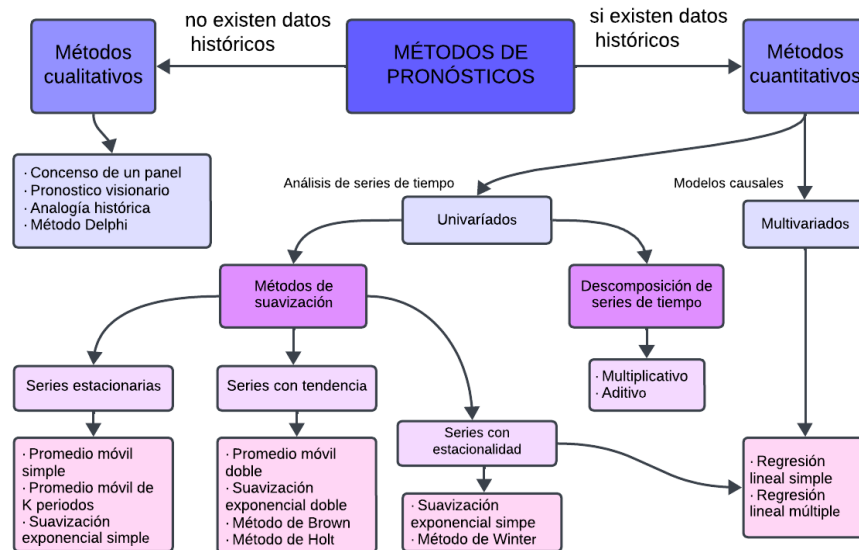 no existen datos
históricos
MÉTODOS DE
PRONÓSTICOS
si existen datos
históricos
Métodos
cualitativos
Métodos
cuantitativos
· Concenso de un panel
· Pronostico visionario
· Analogía histórica
· Método Delphi
Análisis de series de tiempo
Modelos causales
Univaríados
Multivariados
Métodos de
suavización
Descomposición de
series de tiempo
Series estacionarias
Series con tendencia
· Multiplicativo
· Aditivo
Series con
estacionalidad
· Promedio móvil
simple
· Promedio móvil de
K periodos
· Suavización
exponencial simple
· Promedio móvil
doble
· Suavización
exponencial doble
· Método de Brown
· Método de Holt
· Suavización
exponencial simpe
· Método de Winter
· Regresión
lineal simple
· Regresión
lineal múltiple